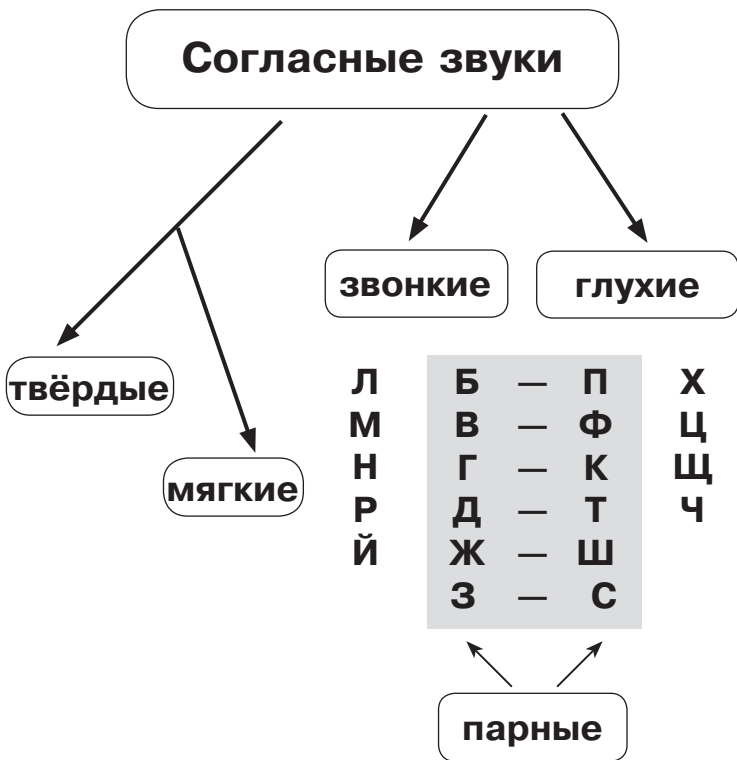 Согласные звуки
звонкие глухие
твёрдые
мягкие
Л Б — П Х
М В — Ф Ц
Н Г — К Щ
Р Д — Т Ч
Й Ж — Ш
З — С
парные